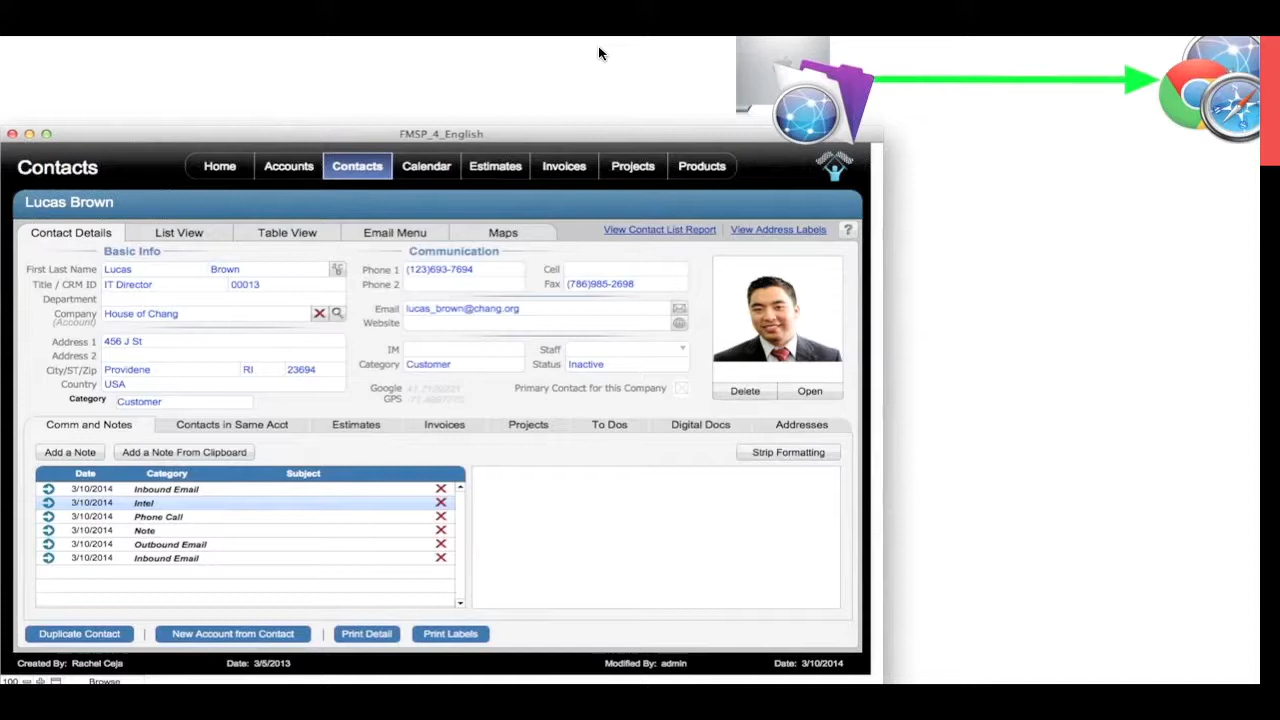 FMSP_4_English
Contacts Home Accounts Contacts Calendar Estimates Invoices Projects Products
Lucas Brown
Contact Details List View Table View Email Menu Maps View Contact List Report View Address Labels ?
Basic Info Communication
First Last Name Lucas Brown Phone 1 (123)693-7694 Cell
Title / CRM ID IT Director 00013 Phone 2 Fax (786)985-2698
Department
Company House of Chang Email lucas_brown@chang.org
(Account) Website
Address 1 456 J St IM Staff
Address 2
City/ST/Zip Providene RI 23694 Category Customer Status Inactive
Country USA Google Primary Contact for this Company
Category Customer GPS Delete Open
Comm and Notes Contacts in Same Acct Estimates Invoices Projects To Dos Digital Docs Addresses
Add a Note Add a Note From Clipboard Strip Formatting
Date Category Subject
3/10/2014 Inbound Email
3/10/2014 Intel
3/10/2014 Phone Call
3/10/2014 Note
3/10/2014 Outbound Email
3/10/2014 Inbound Email
Duplicate Contact | New Account from Contact | Print Detail Print Labels
Created By: Rachel Ceja Date: 3/5/2013 Modified By: admin Date: 3/10/2014
100 Browse